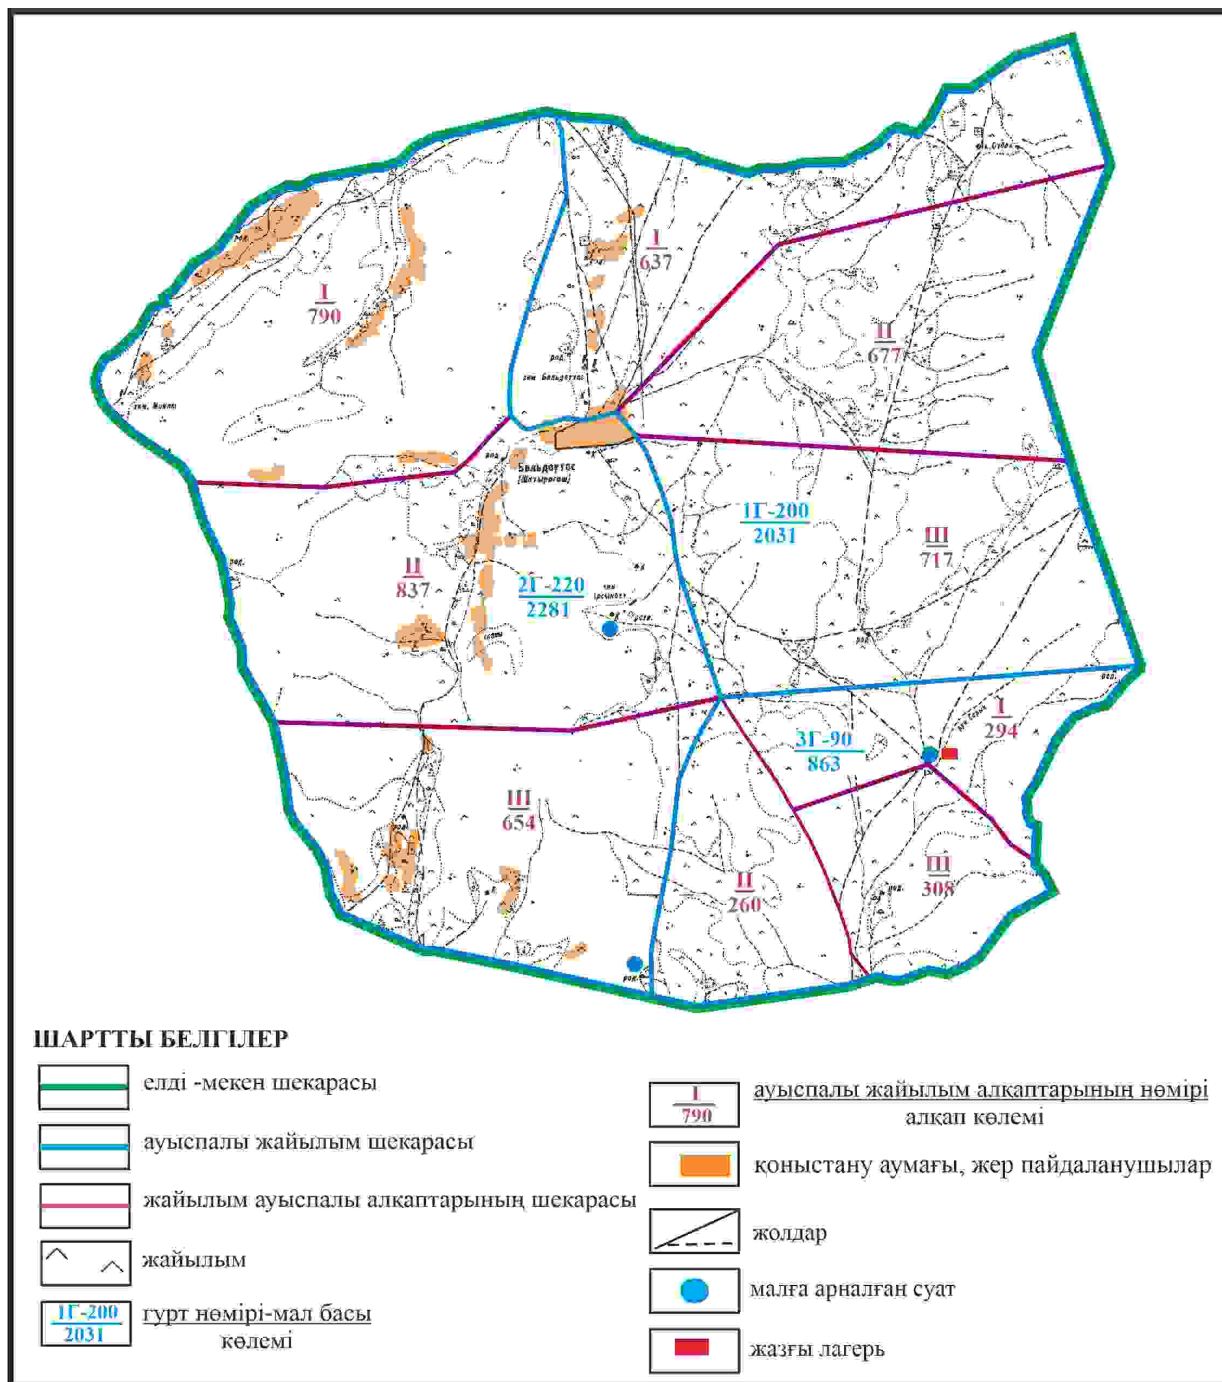 I
637
I
790
II
677
Бельдеутас
[Шатырогаш]
1Г-200
2031
III
717
II
837
2Г-220
2281
I
294
3Г-90
863
III
654
II
260
III
308
ШАРТТЫ БЕЛГІЛЕР
елді -мекен шекарасы
ауыспалы жайылым шекарасы
жайылым ауыспалы алқаптарының шекарасы
жайылым
1Г-200
2031
гурт нөмірі-мал басы
көлемі
I
790
ауыспалы жайылым алқаптарының нөмірі
алқап көлемі
қоныстану аумағы, жер пайдаланушылар
жолдар
малға арналған суат
жазғы лагерь